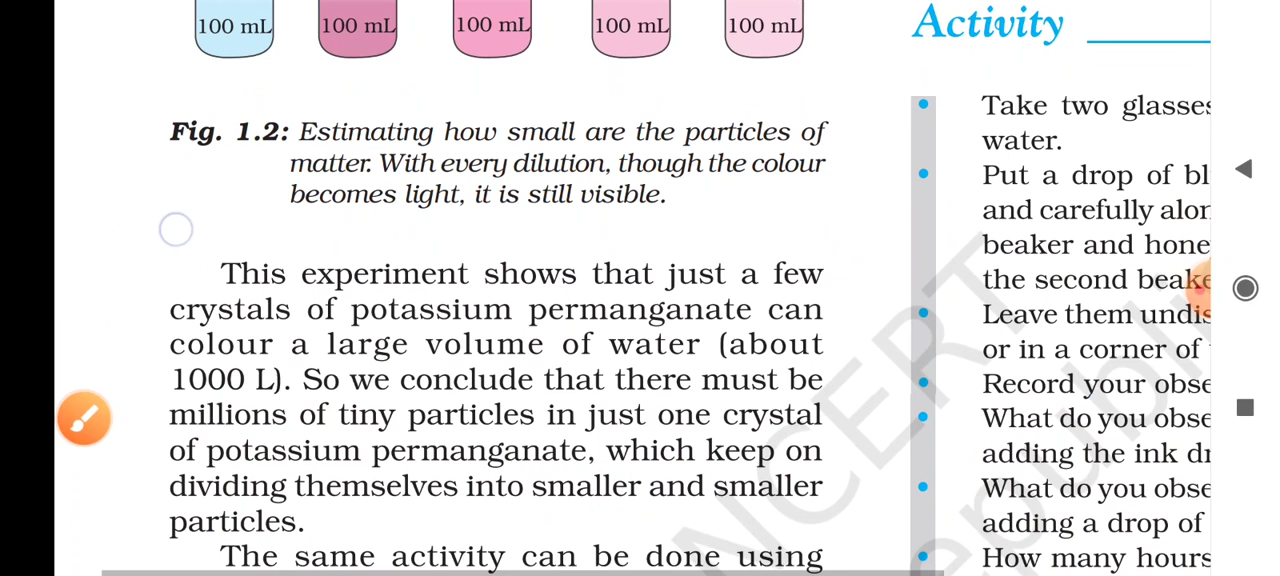 100 mL 100 mL 100 mL 100 mL 100 mL
Fig. 1.2: Estimating how small are the particles of
matter. With every dilution, though the colour
becomes light, it is still visible.
This experiment shows that just a few
crystals of potassium permanganate can
colour a large volume of water (about
1000 L). So we conclude that there must be
millions of tiny particles in just one crystal
of potassium permanganate, which keep on
dividing themselves into smaller and smaller
particles.
The same activity can be done using
Activity
• Take two glasses
water.
• Put a drop of bl
and carefully alon
beaker and hone
the second beake
• Leave them undis
or in a corner of
• Record your obse
• What do you obse
adding the ink dr
• What do you obse
adding a drop of
• How many hours
NCERT
republi